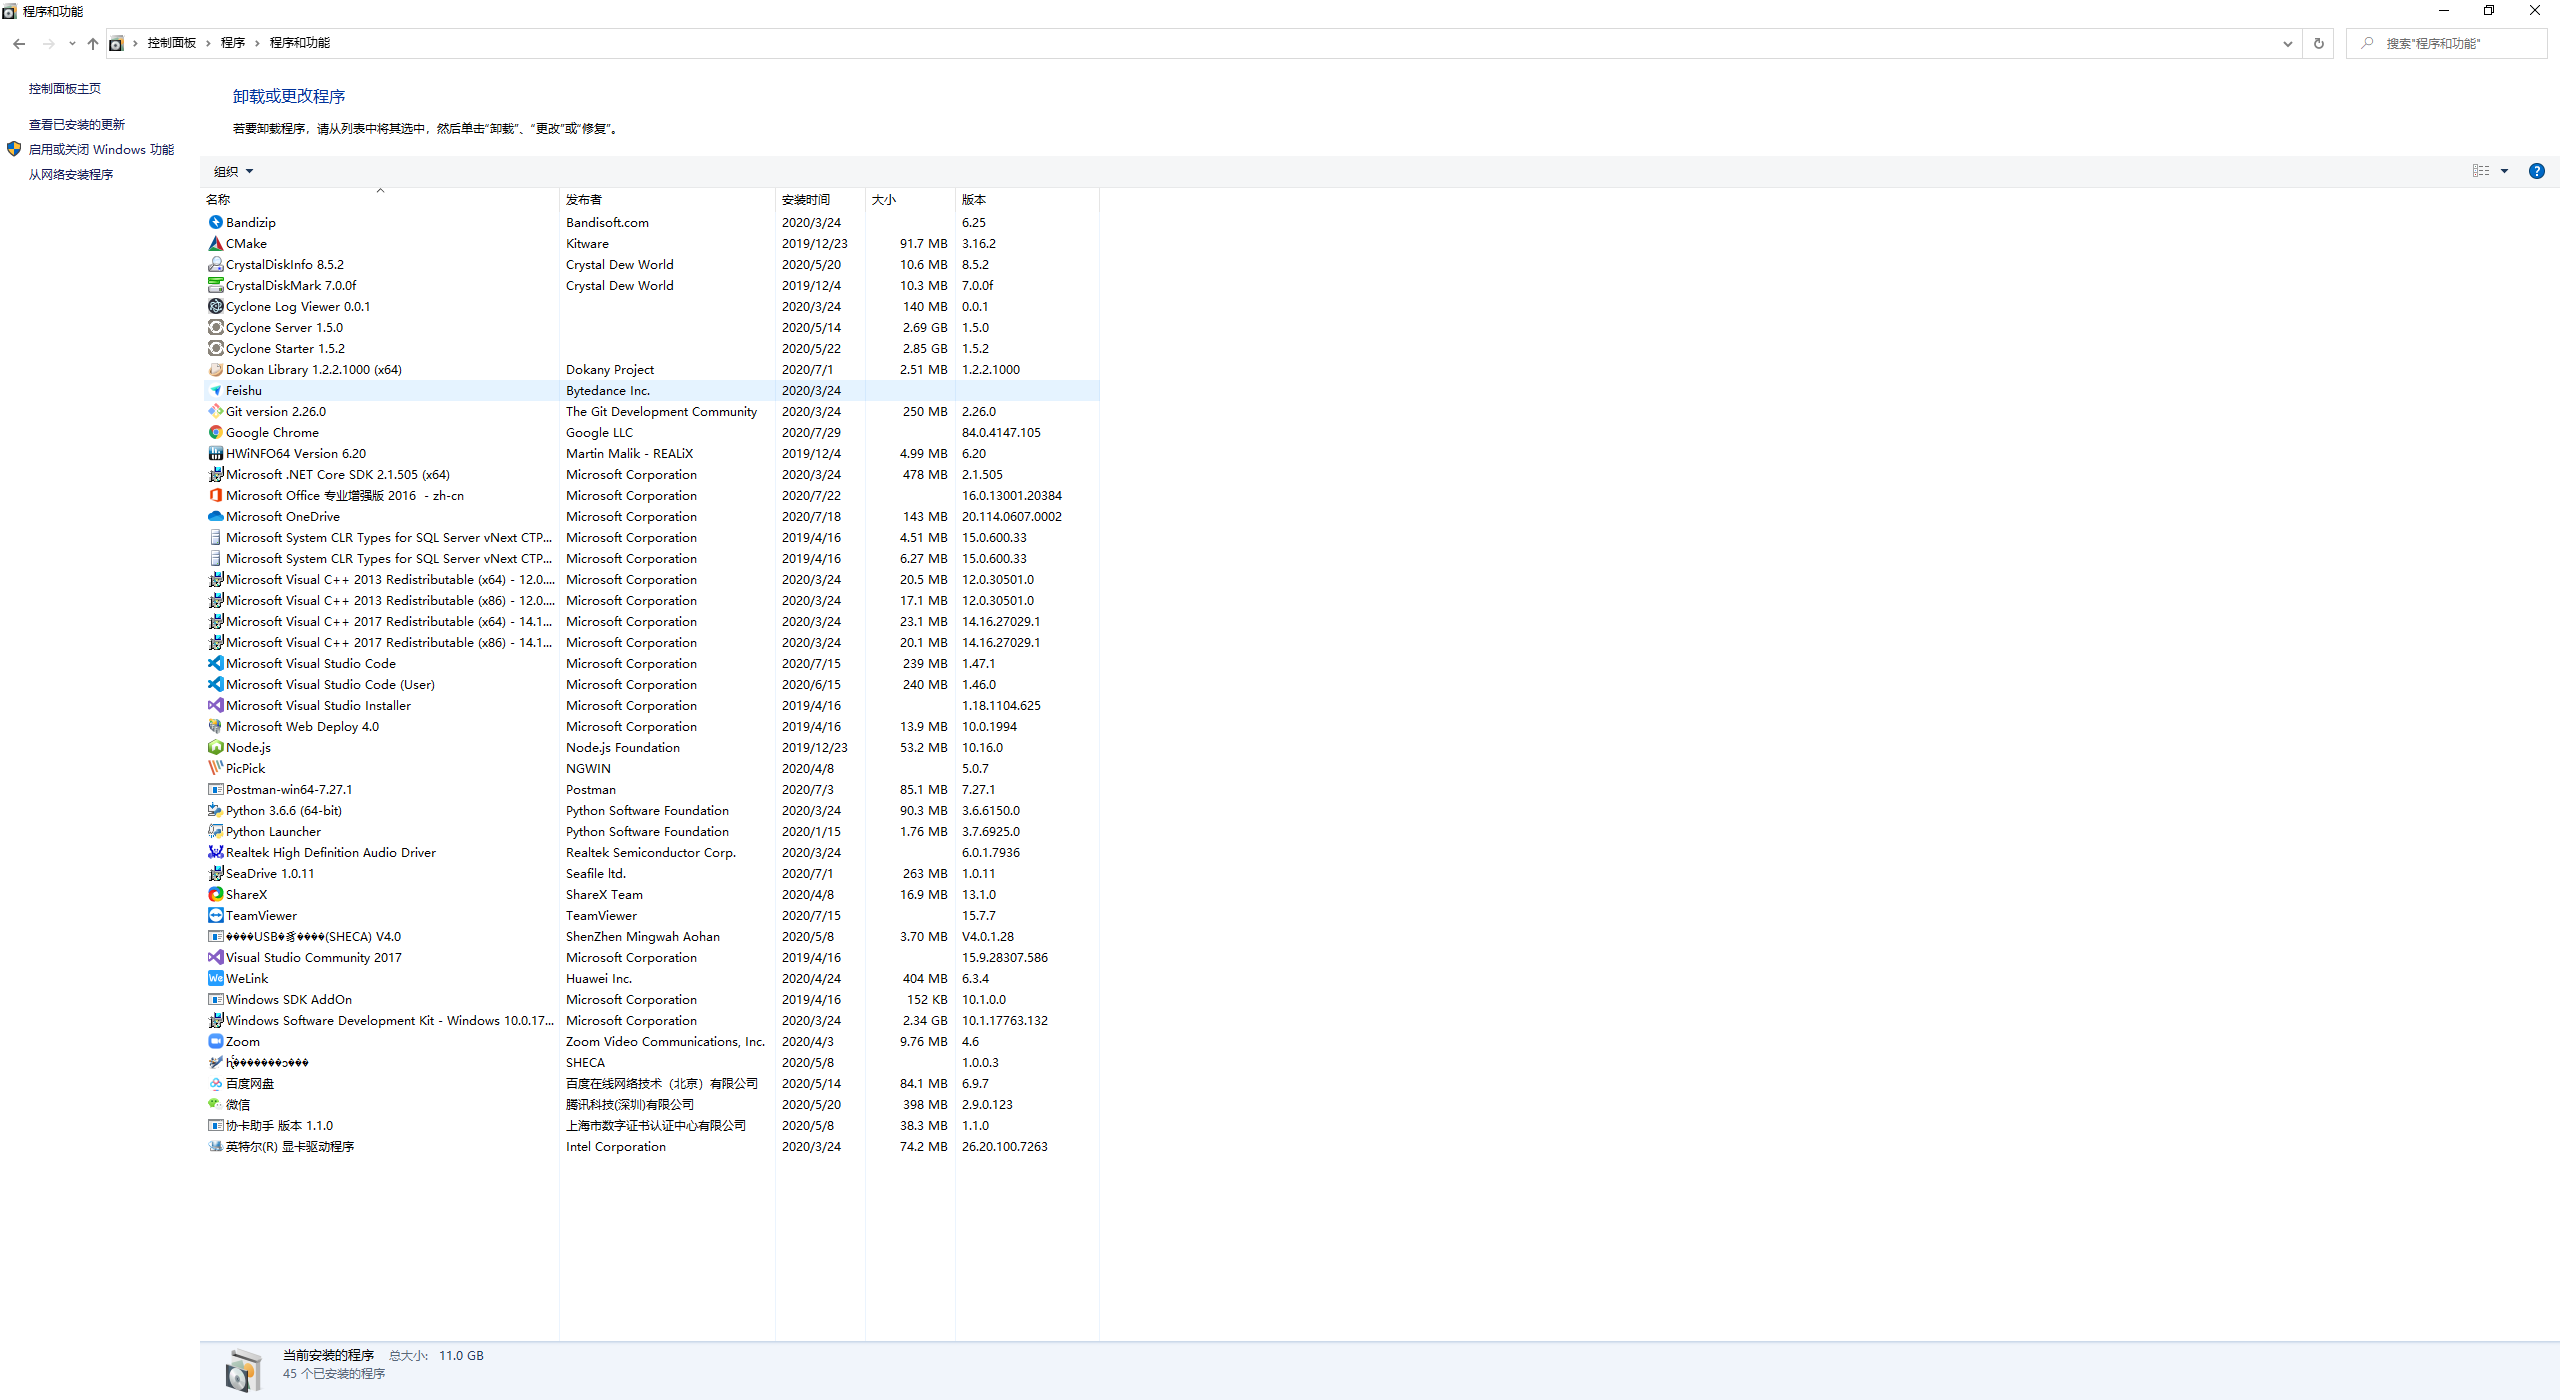 程序和功能
控制面板 程序 程序和功能
搜索"程序和功能"
控制面板主页
查看已安装的更新
启用或关闭 Windows 功能
从网络安装程序
卸载或更改程序
若要卸载程序，请从列表中将其选中，然后单击“卸载”、“更改”或“修复”。
组织
名称 发布者 安装时间 大小 版本
Bandizip Bandisoft.com 2020/3/24 6.25
CMake Kitware 2019/12/23 91.7 MB 3.16.2
CrystalDiskInfo 8.5.2 Crystal Dew World 2020/5/20 10.6 MB 8.5.2
CrystalDiskMark 7.0.0f Crystal Dew World 2019/12/4 10.3 MB 7.0.0f
Cyclone Log Viewer 0.0.1 2020/3/24 140 MB 0.0.1
Cyclone Server 1.5.0 2020/5/14 2.69 GB 1.5.0
Cyclone Starter 1.5.2 2020/5/22 2.85 GB 1.5.2
Dokan Library 1.2.2.1000 (x64) Dokany Project 2020/7/1 2.51 MB 1.2.2.1000
Feishu Bytedance Inc. 2020/3/24
Git version 2.26.0 The Git Development Community 2020/3/24 250 MB 2.26.0
Google Chrome Google LLC 2020/7/29 84.0.4147.105
HWiNFO64 Version 6.20 Martin Malik - REALiX 2019/12/4 4.99 MB 6.20
Microsoft .NET Core SDK 2.1.505 (x64) Microsoft Corporation 2020/3/24 478 MB 2.1.505
Microsoft Office 专业增强版 2016 - zh-cn Microsoft Corporation 2020/7/22 16.0.13001.20384
Microsoft OneDrive Microsoft Corporation 2020/7/18 143 MB 20.114.0607.0002
Microsoft System CLR Types for SQL Server vNext CTP... Microsoft Corporation 2019/4/16 4.51 MB 15.0.600.33
Microsoft System CLR Types for SQL Server vNext CTP... Microsoft Corporation 2019/4/16 6.27 MB 15.0.600.33
Microsoft Visual C++ 2013 Redistributable (x64) - 12.0.... Microsoft Corporation 2020/3/24 20.5 MB 12.0.30501.0
Microsoft Visual C++ 2013 Redistributable (x86) - 12.0.... Microsoft Corporation 2020/3/24 17.1 MB 12.0.30501.0
Microsoft Visual C++ 2017 Redistributable (x64) - 14.1... Microsoft Corporation 2020/3/24 23.1 MB 14.16.27029.1
Microsoft Visual C++ 2017 Redistributable (x86) - 14.1... Microsoft Corporation 2020/3/24 20.1 MB 14.16.27029.1
Microsoft Visual Studio Code Microsoft Corporation 2020/7/15 239 MB 1.47.1
Microsoft Visual Studio Code (User) Microsoft Corporation 2020/6/15 240 MB 1.46.0
Microsoft Visual Studio Installer Microsoft Corporation 2019/4/16 1.18.1104.625
Microsoft Web Deploy 4.0 Microsoft Corporation 2019/4/16 13.9 MB 10.0.1994
Node.js Node.js Foundation 2019/12/23 53.2 MB 10.16.0
PicPick NGWIN 2020/4/8 5.0.7
Postman-win64-7.27.1 Postman 2020/7/3 85.1 MB 7.27.1
Python 3.6.6 (64-bit) Python Software Foundation 2020/3/24 90.3 MB 3.6.6150.0
Python Launcher Python Software Foundation 2020/1/15 1.76 MB 3.7.6925.0
Realtek High Definition Audio Driver Realtek Semiconductor Corp. 2020/3/24 6.0.1.7936
SeaDrive 1.0.11 Seafile ltd. 2020/7/1 263 MB 1.0.11
ShareX ShareX Team 2020/4/8 16.9 MB 13.1.0
TeamViewer TeamViewer 2020/7/15 15.7.7
����USB�����(SHECA) V4.0 ShenZhen Mingwah Aohan 2020/5/8 3.70 MB V4.0.1.28
Visual Studio Community 2017 Microsoft Corporation 2019/4/16 15.9.28307.586
WeLink Huawei Inc. 2020/4/24 404 MB 6.3.4
Windows SDK AddOn Microsoft Corporation 2019/4/16 152 KB 10.1.0.0
Windows Software Development Kit - Windows 10.0.17... Microsoft Corporation 2020/3/24 2.34 GB 10.1.17763.132
Zoom Zoom Video Communications, Inc. 2020/4/3 9.76 MB 4.6
SHECA 2020/5/8 1.0.0.3
百度网盘 百度在线网络技术（北京）有限公司 2020/5/14 84.1 MB 6.9.7
微信 腾讯科技(深圳)有限公司 2020/5/20 398 MB 2.9.0.123
协卡助手 版本 1.1.0 上海市数字证书认证中心有限公司 2020/5/8 38.3 MB 1.1.0
英特尔(R) 显卡驱动程序 Intel Corporation 2020/3/24 74.2 MB 26.20.100.7263
当前安装的程序 总大小: 11.0 GB
45 个已安装的程序